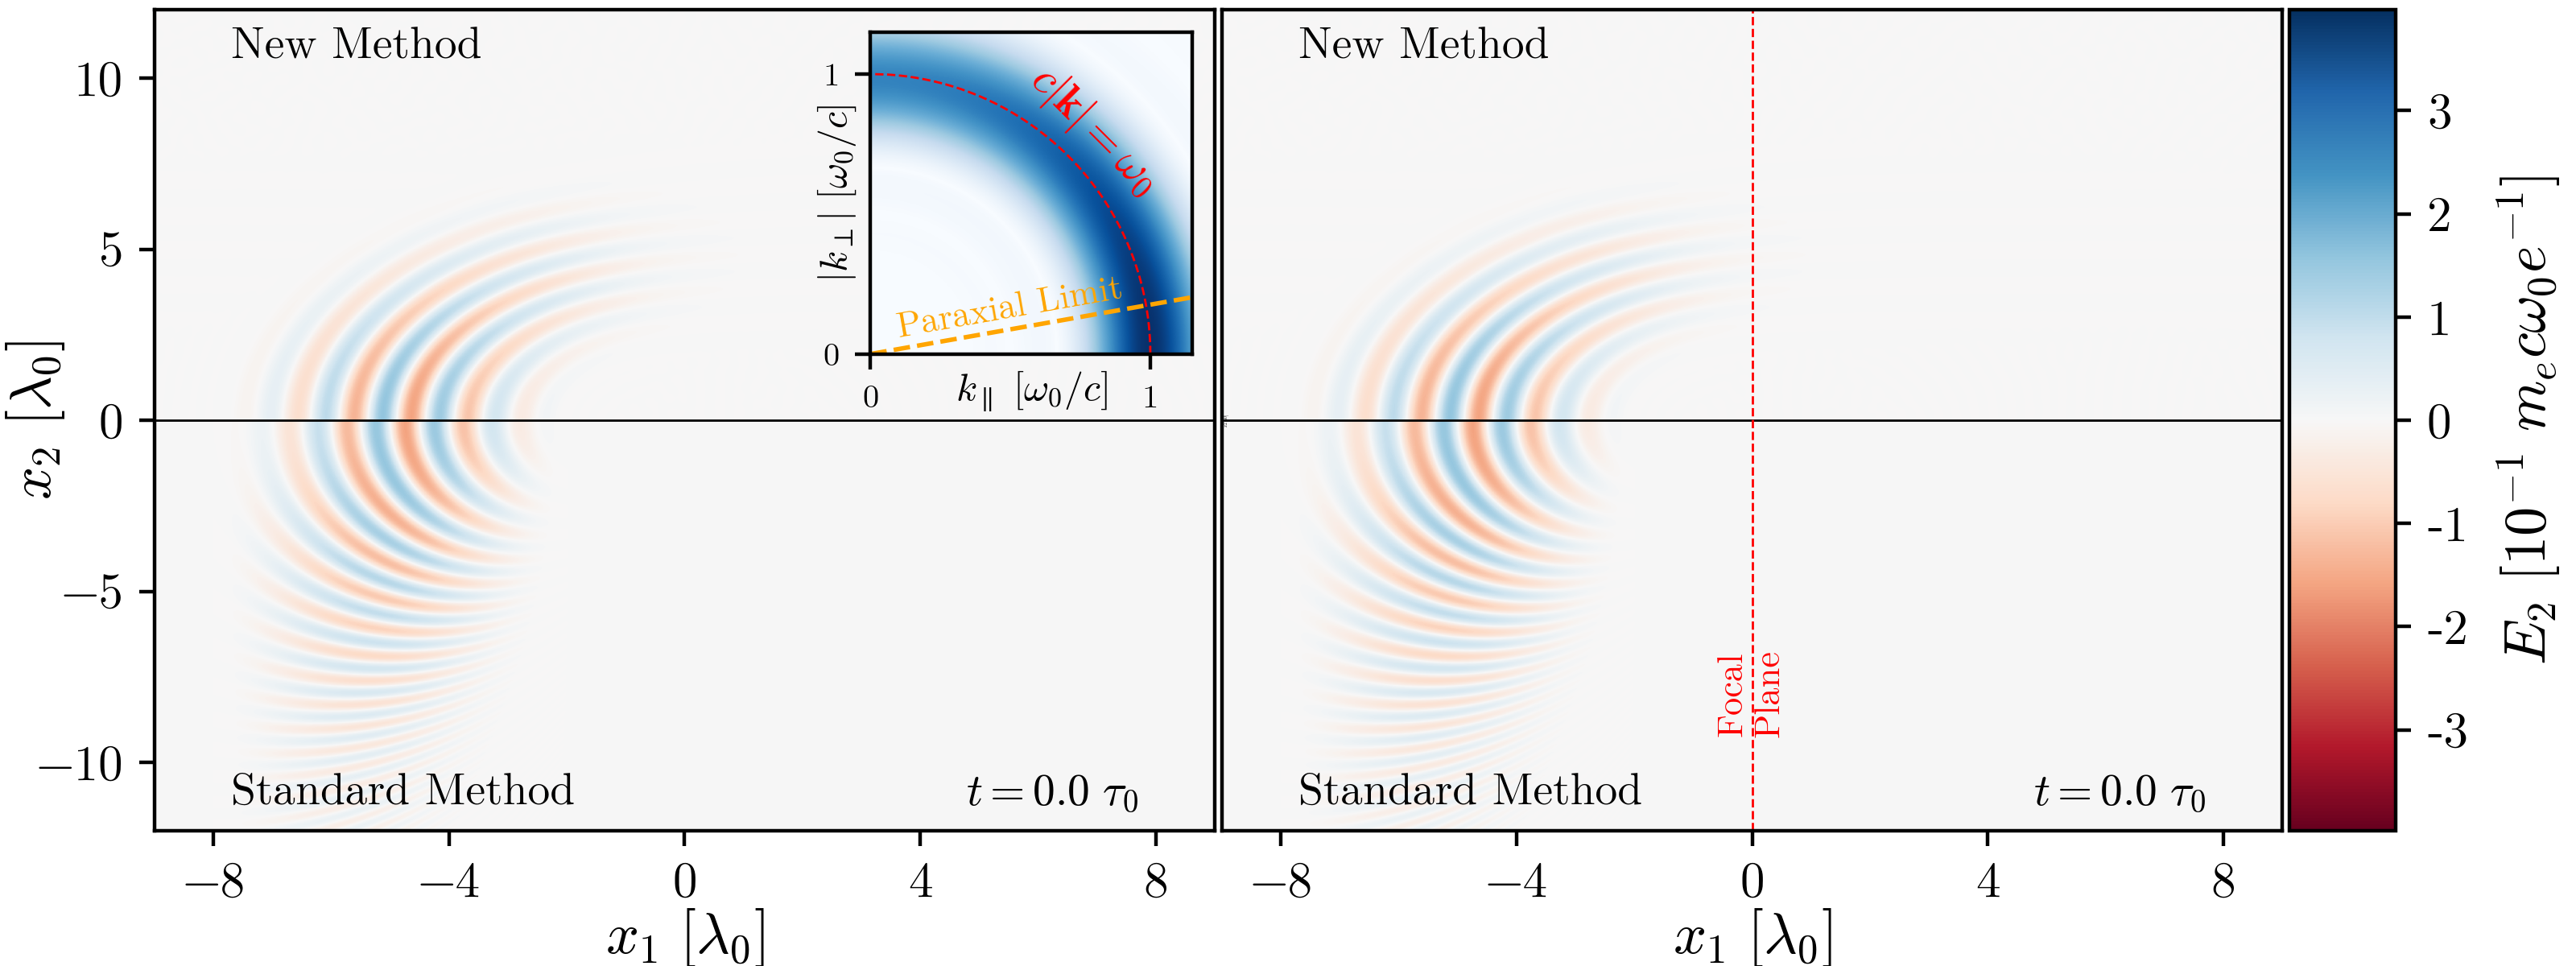 New Method
10
5
0
−5
−10
x₂ [λ₀]
1
0
|k⊥| [ω₀/c]
c|k|=ω₀
Paraxial Limit
0
k∥ [ω₀/c]
1
Standard Method
t=0.0 τ₀
−8
−4
0
4
8
x₁ [λ₀]
New Method
Focal
Plane
Standard Method
t=0.0 τ₀
−8
−4
0
4
8
x₁ [λ₀]
3
2
1
0
-1
-2
-3
E₂ [10⁻¹ mₑcω₀e⁻¹]